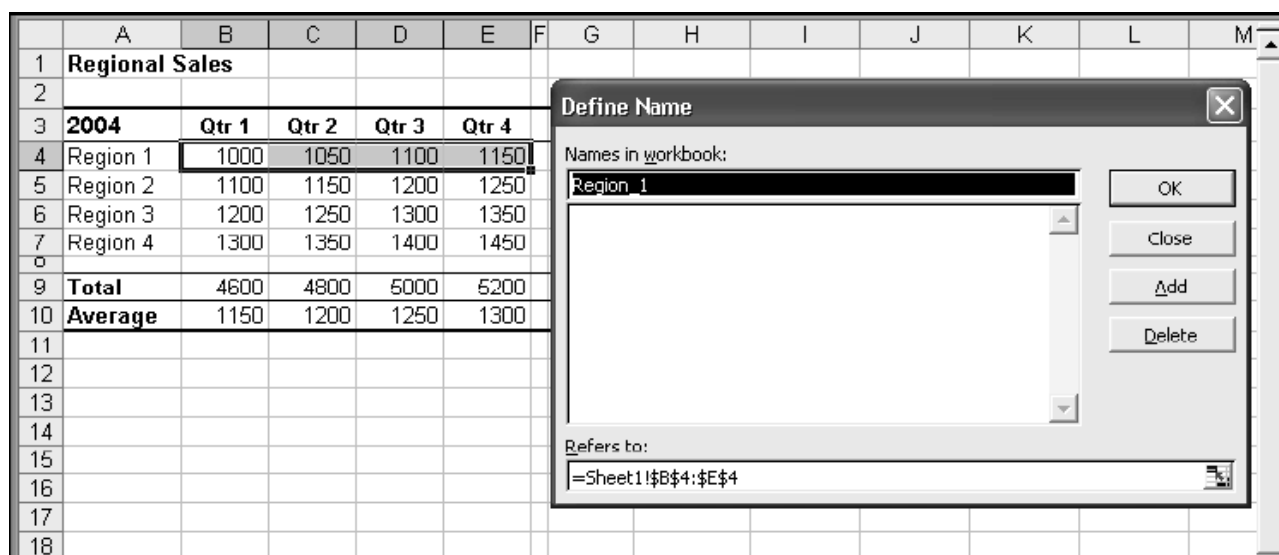 A B C D E F G H I J K L M
1 Regional Sales
2
3 2004 Qtr 1 Qtr 2 Qtr 3 Qtr 4
4 Region 1 1000 1050 1100 1150
5 Region 2 1100 1150 1200 1250
6 Region 3 1200 1250 1300 1350
7 Region 4 1300 1350 1400 1450
8
9 Total 4600 4800 5000 5200
10 Average 1150 1200 1250 1300
11
12
13
14
15
16
17
18
Define Name
Names in workbook:
Region_1
OK
Close
Add
Delete
Refers to:
=Sheet1!$B$4:$E$4